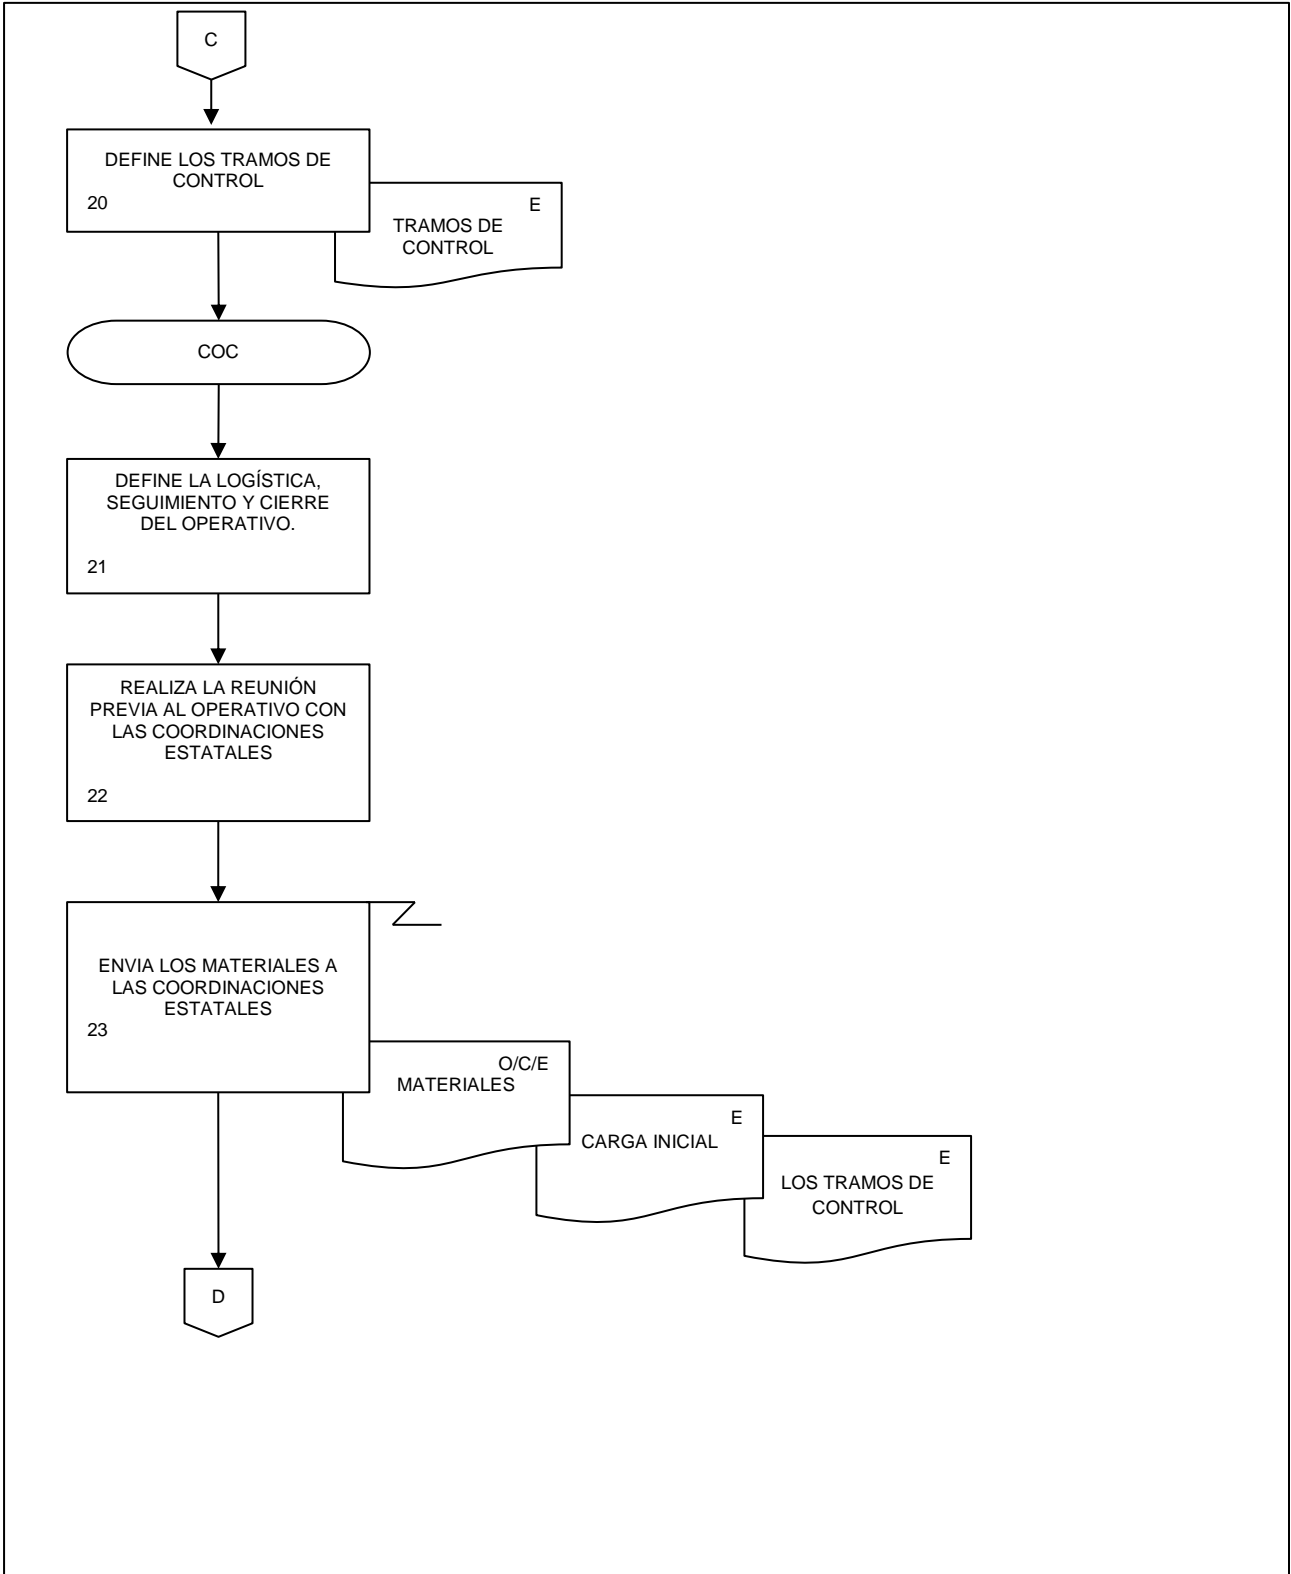 C
DEFINE LOS TRAMOS DE
CONTROL
20
E
TRAMOS DE
CONTROL
COC
DEFINE LA LOGÍSTICA,
SEGUIMIENTO Y CIERRE
DEL OPERATIVO.
21
REALIZA LA REUNIÓN
PREVIA AL OPERATIVO CON
LAS COORDINACIONES
ESTATALES
22
ENVIA LOS MATERIALES A
LAS COORDINACIONES
ESTATALES
23
O/C/E
MATERIALES
E
CARGA INICIAL
E
LOS TRAMOS DE
CONTROL
D